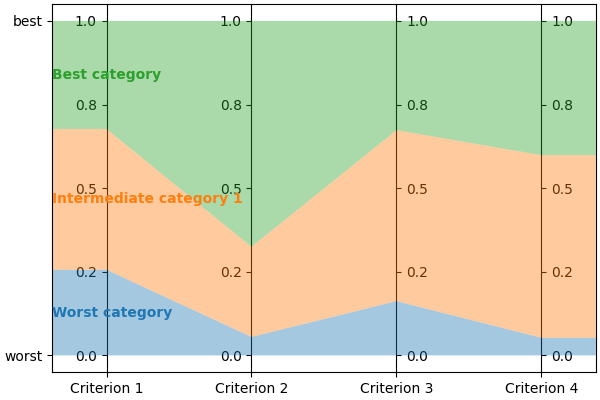 best 1.0 1.0 1.0 1.0
Best category
0.8 0.8 0.8 0.8
0.5 0.5 0.5 0.5
Intermediate category 1
0.2 0.2 0.2 0.2
Worst category
worst 0.0 0.0 0.0 0.0
Criterion 1 Criterion 2 Criterion 3 Criterion 4